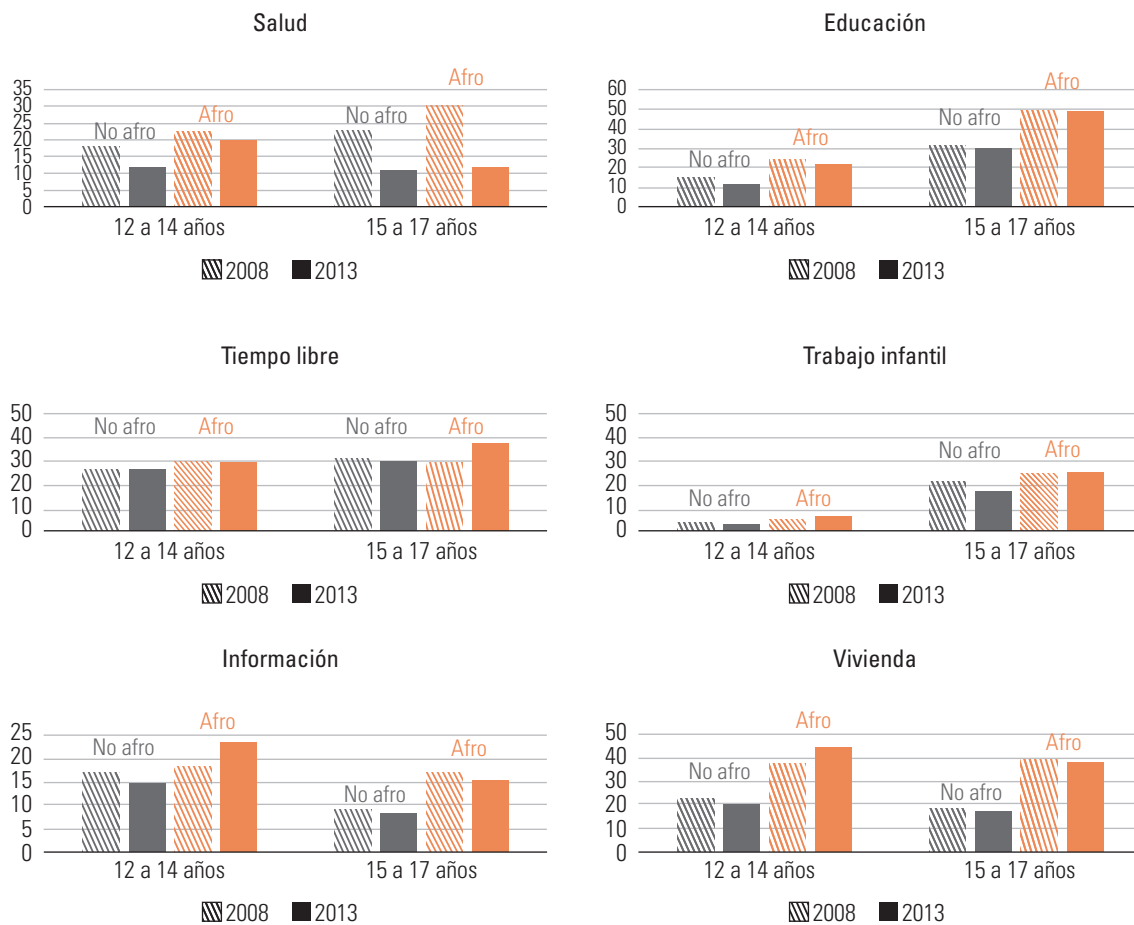 Salud
35
30
25
20
15
10
5
0
No afro
Afro
No afro
Afro
12 a 14 años
15 a 17 años
2008 2013
Educación
60
50
40
30
20
10
0
No afro
Afro
No afro
Afro
12 a 14 años
15 a 17 años
2008 2013
Tiempo libre
50
40
30
20
10
0
No afro
Afro
No afro
Afro
12 a 14 años
15 a 17 años
2008 2013
Trabajo infantil
50
40
30
20
10
0
No afro
Afro
No afro
Afro
12 a 14 años
15 a 17 años
2008 2013
Información
25
20
15
10
5
0
No afro
Afro
No afro
Afro
12 a 14 años
15 a 17 años
2008 2013
Vivienda
50
40
30
20
10
0
No afro
Afro
No afro
Afro
12 a 14 años
15 a 17 años
2008 2013